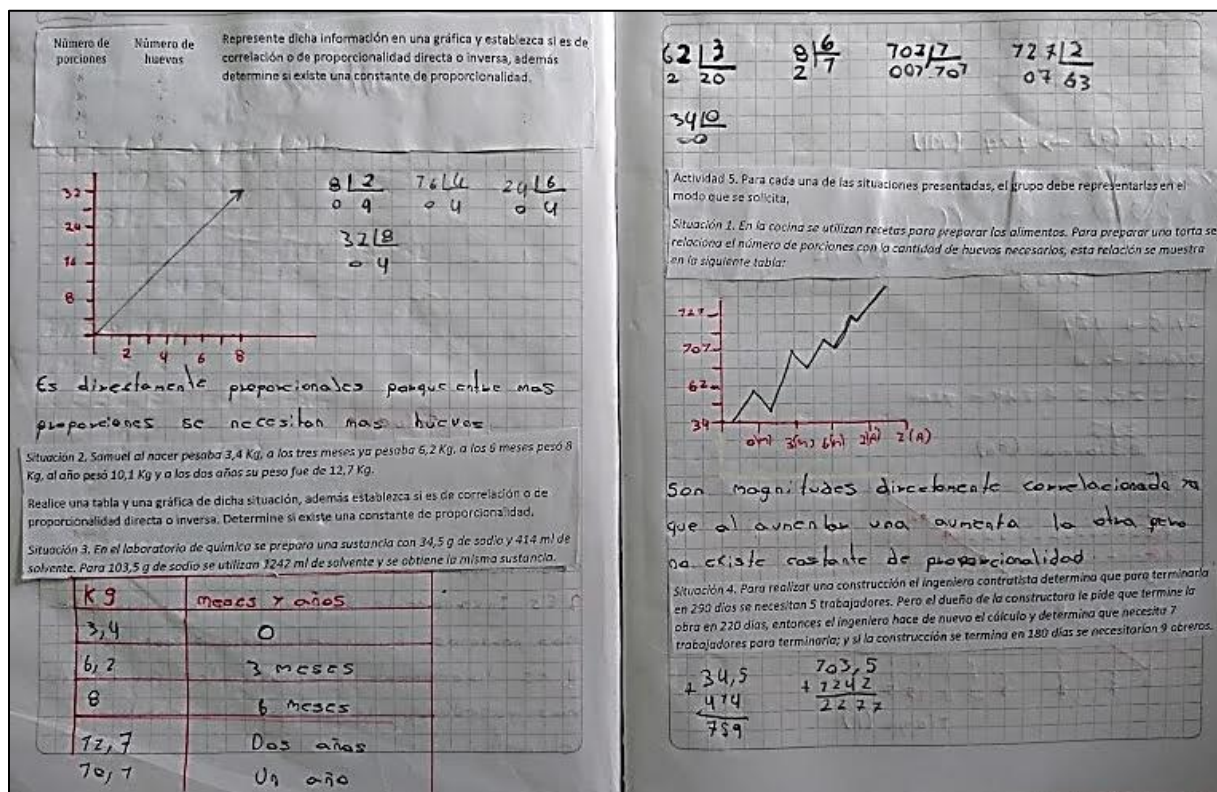 Número de porciones
Número de huevos
Represente dicha información en una gráfica y establezca si es de
correlación o de proporcionalidad directa o inversa, además
determine si existe una constante de proporcionalidad.
32
24
16
8
2 4 6 8
8 2
0 4
16 4
0 4
24 6
0 4
32 8
0 4
Es directamente proporcionales porque entre mas
proporciones se necesitan mas huevos
Situación 2. Samuel al nacer pesaba 3,4 Kg, a los tres meses ya pesaba 6,2 Kg, a los 6 meses pesó 8
Kg, al año pesó 10,1 Kg y a los dos años su peso fue de 12,7 Kg.
Realice una tabla y una gráfica de dicha situación, además establezca si es de correlación o de
proporcionalidad directa o inversa. Determine si existe una constante de proporcionalidad.
Situación 3. En el laboratorio de química se prepara una sustancia con 34,5 g de sodio y 414 ml de
solvente. Para 103,5 g de sodio se utilizan 1242 ml de solvente y se obtiene la misma sustancia.
Kg meses y años
3,4 0
6,2 3 meses
8 6 meses
12,7 Dos años
10,1 Un año
62 3
2 20
8 6
2 1
101 1
001 101
127 2
07 63
34 0
00
Actividad 5. Para cada una de las situaciones presentadas, el grupo debe representarlas en el
modo que se solicita,
Situación 1. En la cocina se utilizan recetas para preparar los alimentos. Para preparar una torta se
relaciona el número de porciones con la cantidad de huevos necesarios, esta relación se muestra
en la siguiente tabla:
127
101
62
34
0(n) 3(m) 6(m) 1(A) 2(A)
Son magnitudes directamente correlacionada ya
que al aumentar una aumenta la otra pero
no existe costante de proporcionalidad
Situación 4. Para realizar una construcción el ingeniero contratista determina que para terminarla
en 290 días se necesitan 5 trabajadores. Pero el dueño de la constructora le pide que termine la
obra en 220 días, entonces el ingeniero hace de nuevo el cálculo y determina que necesita 7
trabajadores para terminarla; y si la construcción se termina en 180 días se necesitarían 9 obreros.
34,5
+ 414
759
103,5
+ 1242
2277